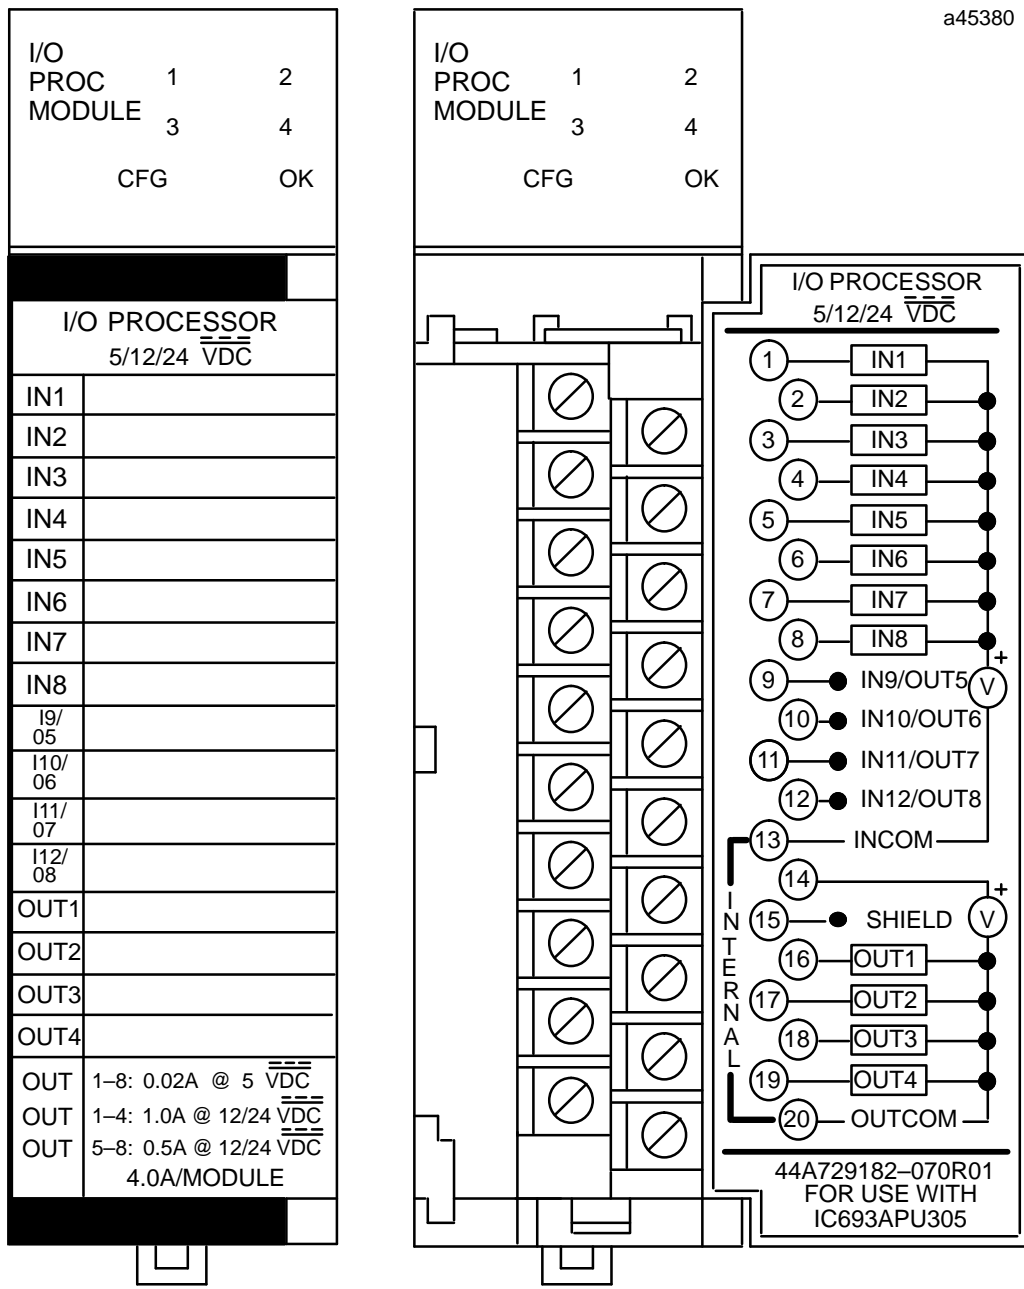 a45380
I/O
PROC
MODULE
1 2
3 4
CFG OK
I/O PROCESSOR
5/12/24 VDC
IN1
IN2
IN3
IN4
IN5
IN6
IN7
IN8
I9/
05
I10/
06
I11/
07
I12/
08
OUT1
OUT2
OUT3
OUT4
OUT 1–8: 0.02A @ 5 VDC
OUT 1–4: 1.0A @ 12/24 VDC
OUT 5–8: 0.5A @ 12/24 VDC
4.0A/MODULE
I/O
PROC
MODULE
1 2
3 4
CFG OK
I/O PROCESSOR
5/12/24 VDC
1 IN1
2 IN2
3 IN3
4 IN4
5 IN5
6 IN6
7 IN7
8 IN8
+
9 IN9/OUT5 V
10 IN10/OUT6
11 IN11/OUT7
12 IN12/OUT8
13 INCOM
14 +
15 SHIELD V
16 OUT1
17 OUT2
18 OUT3
19 OUT4
20 OUTCOM
INTERNAL
44A729182–070R01
FOR USE WITH
IC693APU305